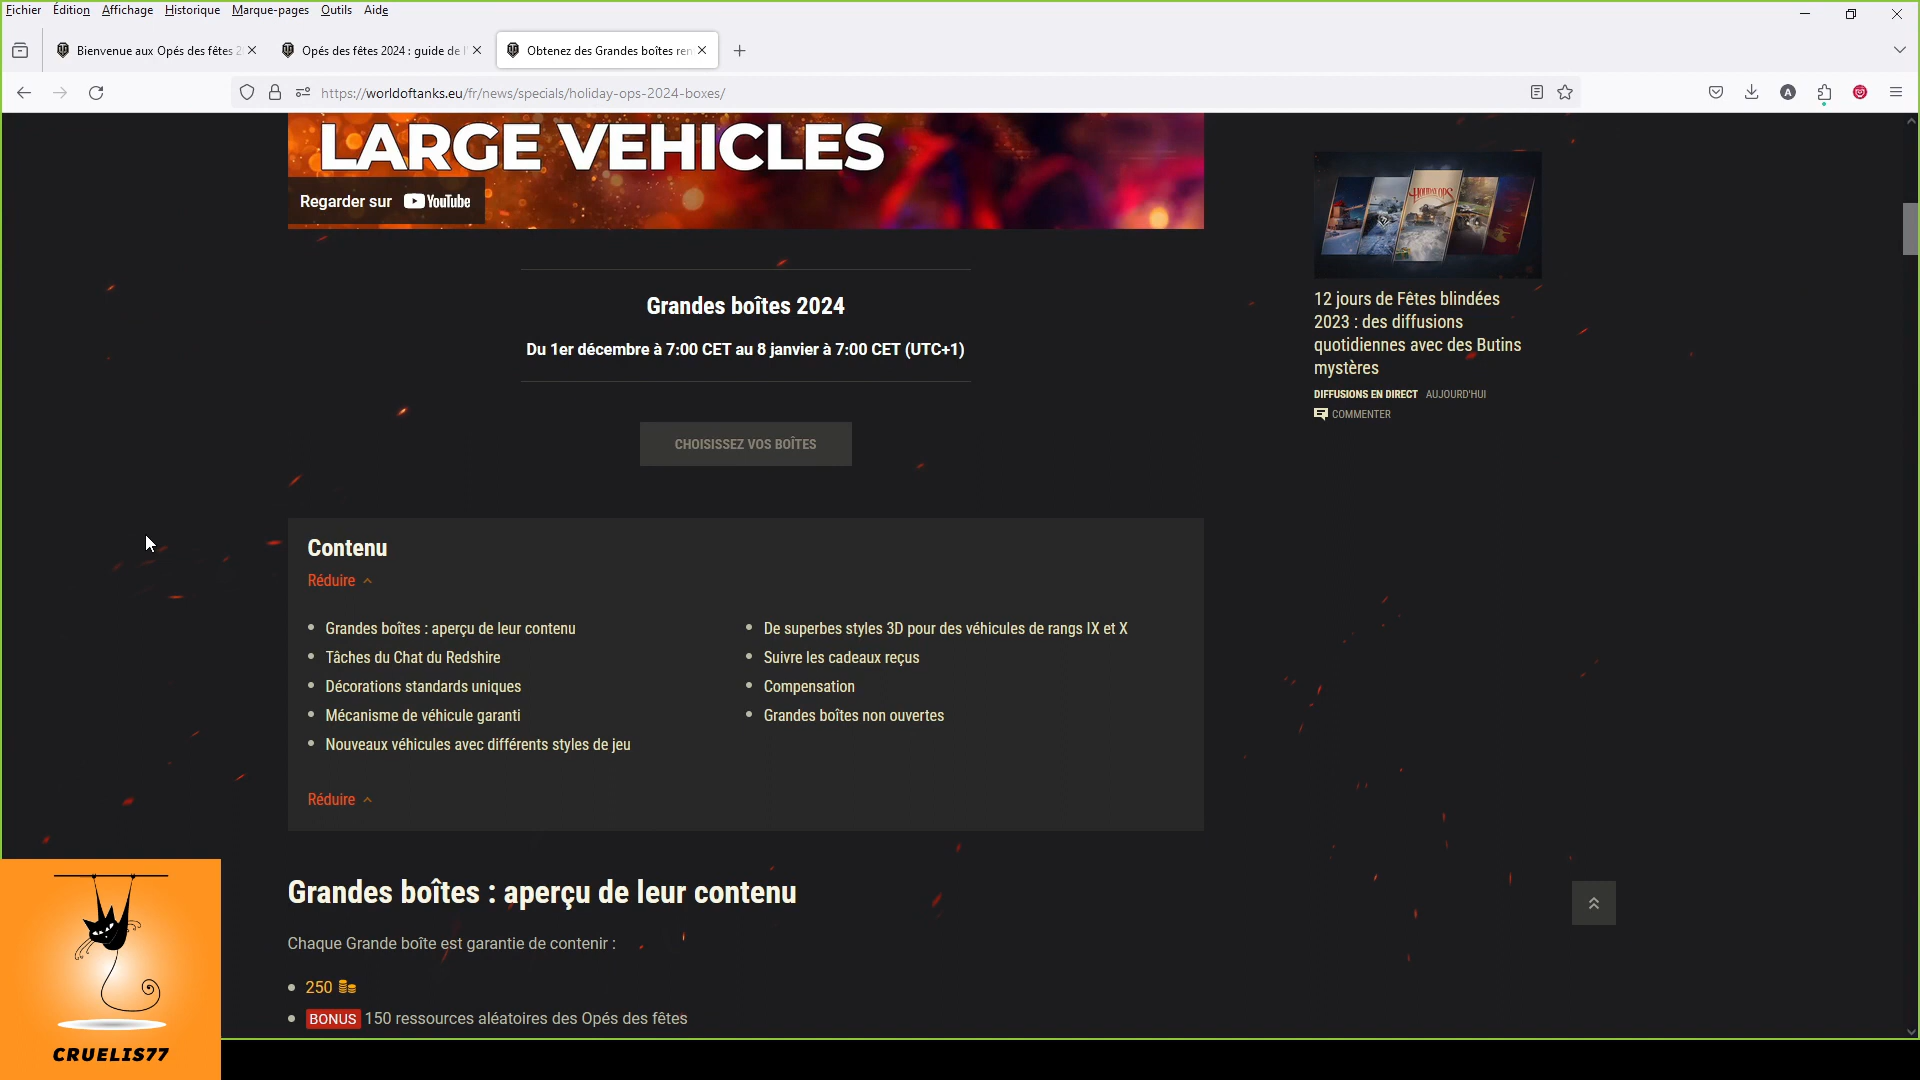 Fichier Édition Affichage Historique Marque-pages Outils Aide
Bienvenue aux Opés des fêtes 2
Opés des fêtes 2024 : guide de l'
Obtenez des Grandes boîtes ren
https://worldoftanks.eu/fr/news/specials/holiday-ops-2024-boxes/
A
LARGE VEHICLES
Regarder sur YouTube
Grandes boîtes 2024
Du 1er décembre à 7:00 CET au 8 janvier à 7:00 CET (UTC+1)
CHOISISSEZ VOS BOÎTES
HOLIDAY OPS
12 jours de Fêtes blindées
2023 : des diffusions
quotidiennes avec des Butins
mystères
DIFFUSIONS EN DIRECT AUJOURD'HUI
COMMENTER
Contenu
Réduire
Grandes boîtes : aperçu de leur contenu
Tâches du Chat du Redshire
Décorations standards uniques
Mécanisme de véhicule garanti
Nouveaux véhicules avec différents styles de jeu
De superbes styles 3D pour des véhicules de rangs IX et X
Suivre les cadeaux reçus
Compensation
Grandes boîtes non ouvertes
Réduire
Grandes boîtes : aperçu de leur contenu
Chaque Grande boîte est garantie de contenir :
250
BONUS 150 ressources aléatoires des Opés des fêtes
CRUELIS77